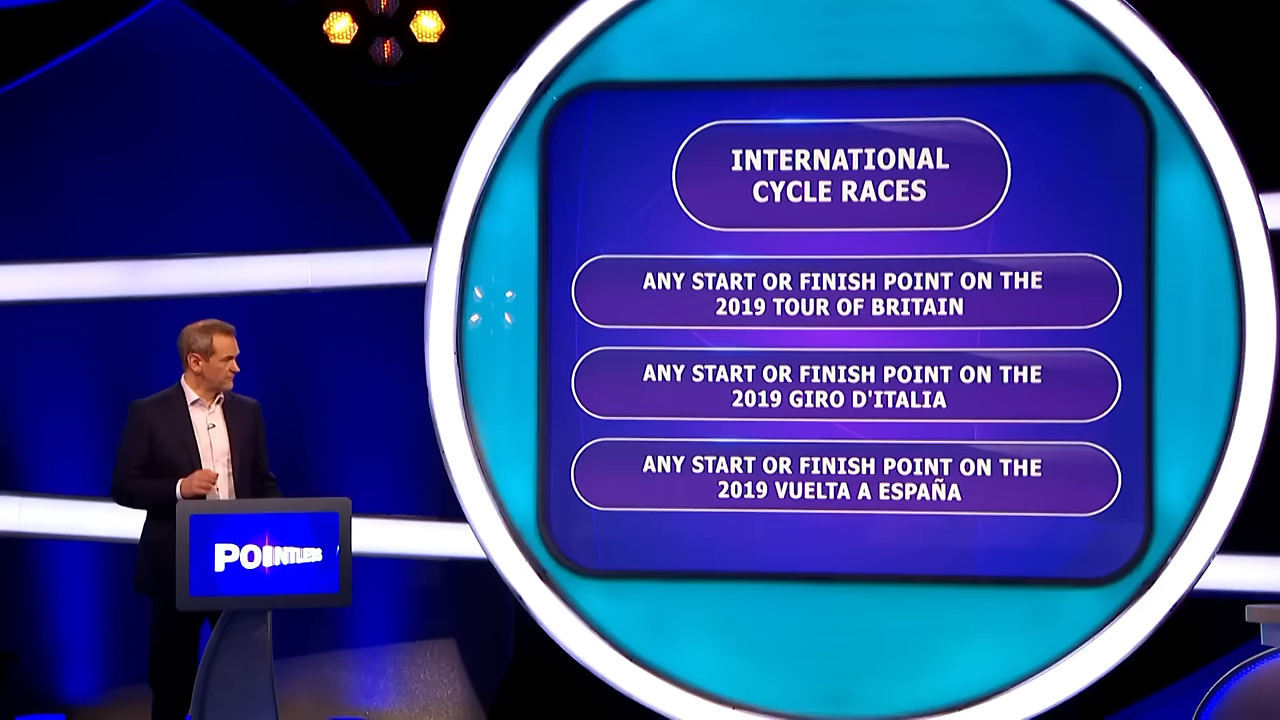 INTERNATIONAL
CYCLE RACES
ANY START OR FINISH POINT ON THE
2019 TOUR OF BRITAIN
ANY START OR FINISH POINT ON THE
2019 GIRO D'ITALIA
ANY START OR FINISH POINT ON THE
2019 VUELTA A ESPAÑA
POINTLESS